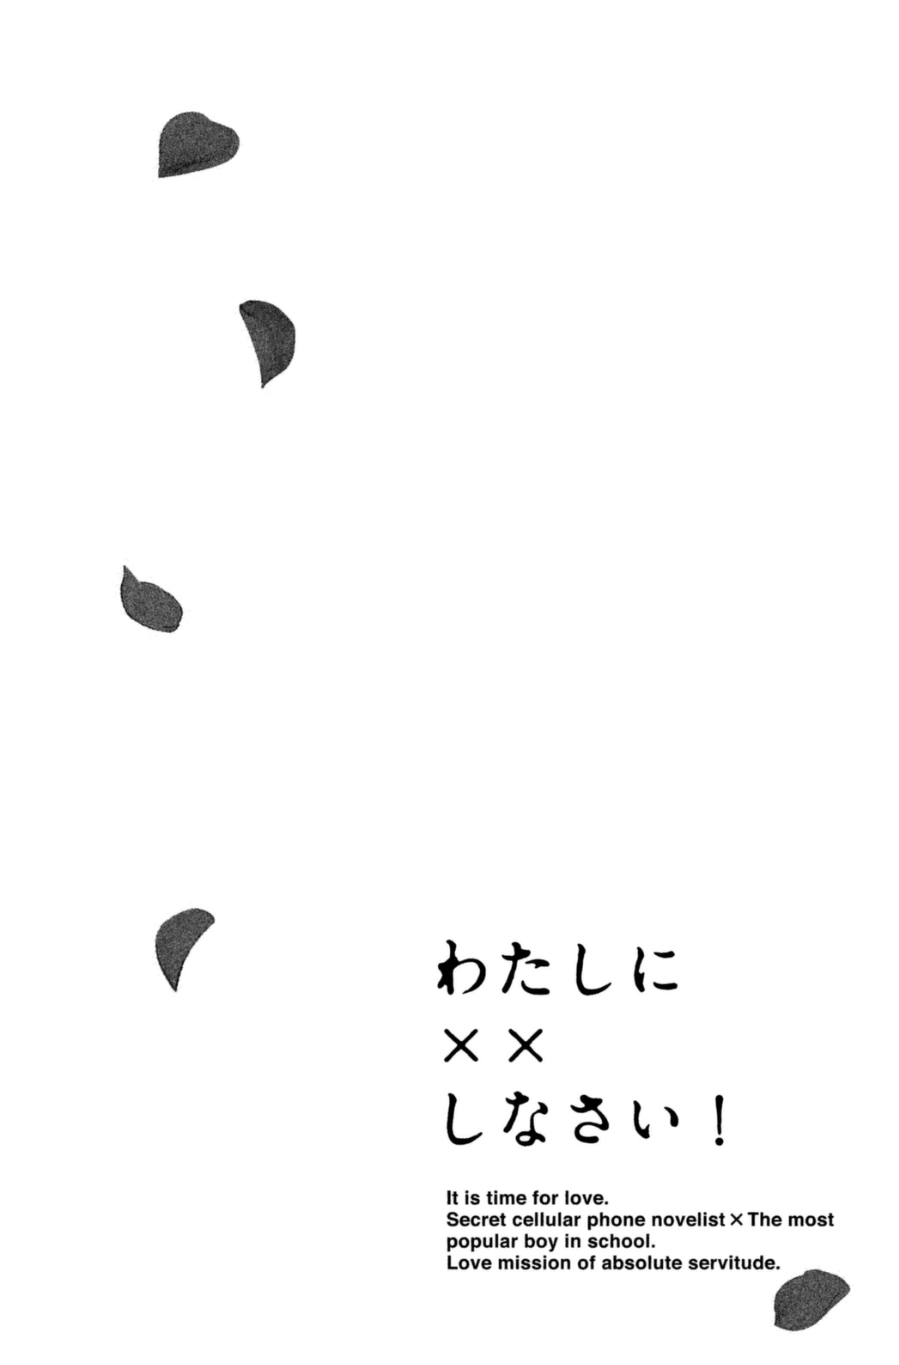 わたしに
××
しなさい！
It is time for love.
Secret cellular phone novelist×The most
popular boy in school.
Love mission of absolute servitude.